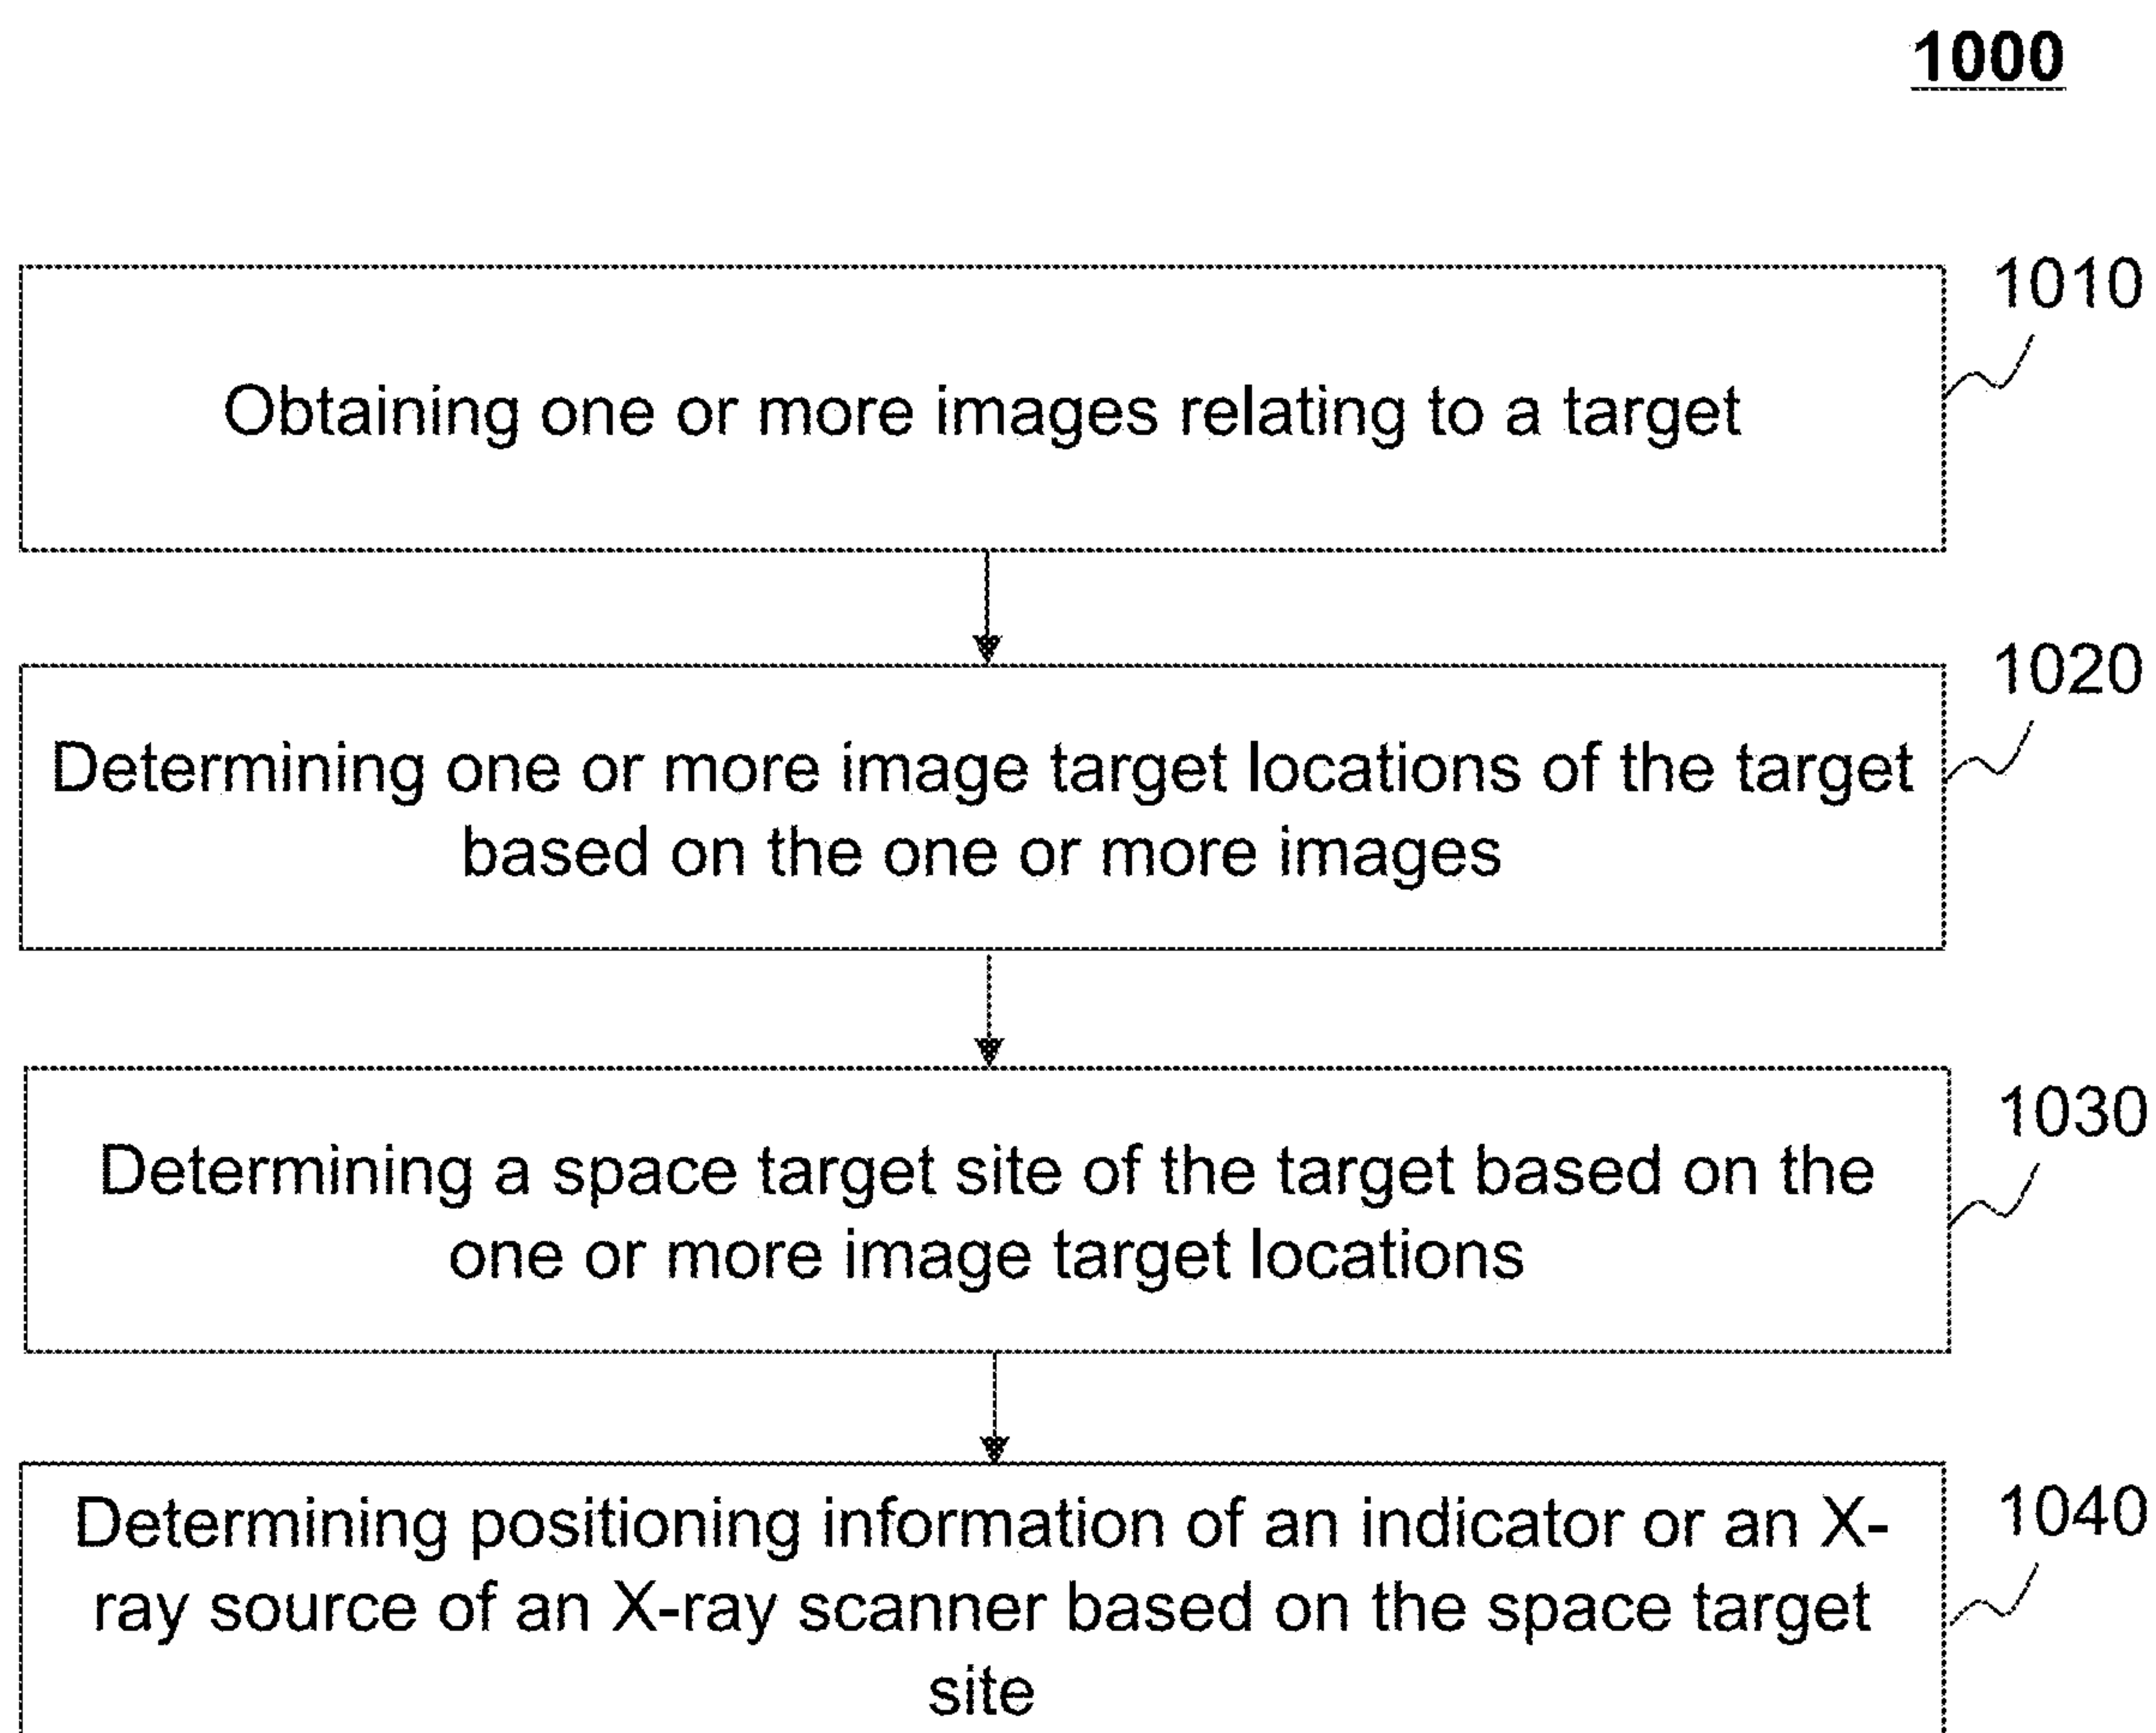 1000
1010
Obtaining one or more images relating to a target
1020
Determining one or more image target locations of the target
based on the one or more images
1030
Determining a space target site of the target based on the
one or more image target locations
1040
Determining positioning information of an indicator or an X-
ray source of an X-ray scanner based on the space target
site